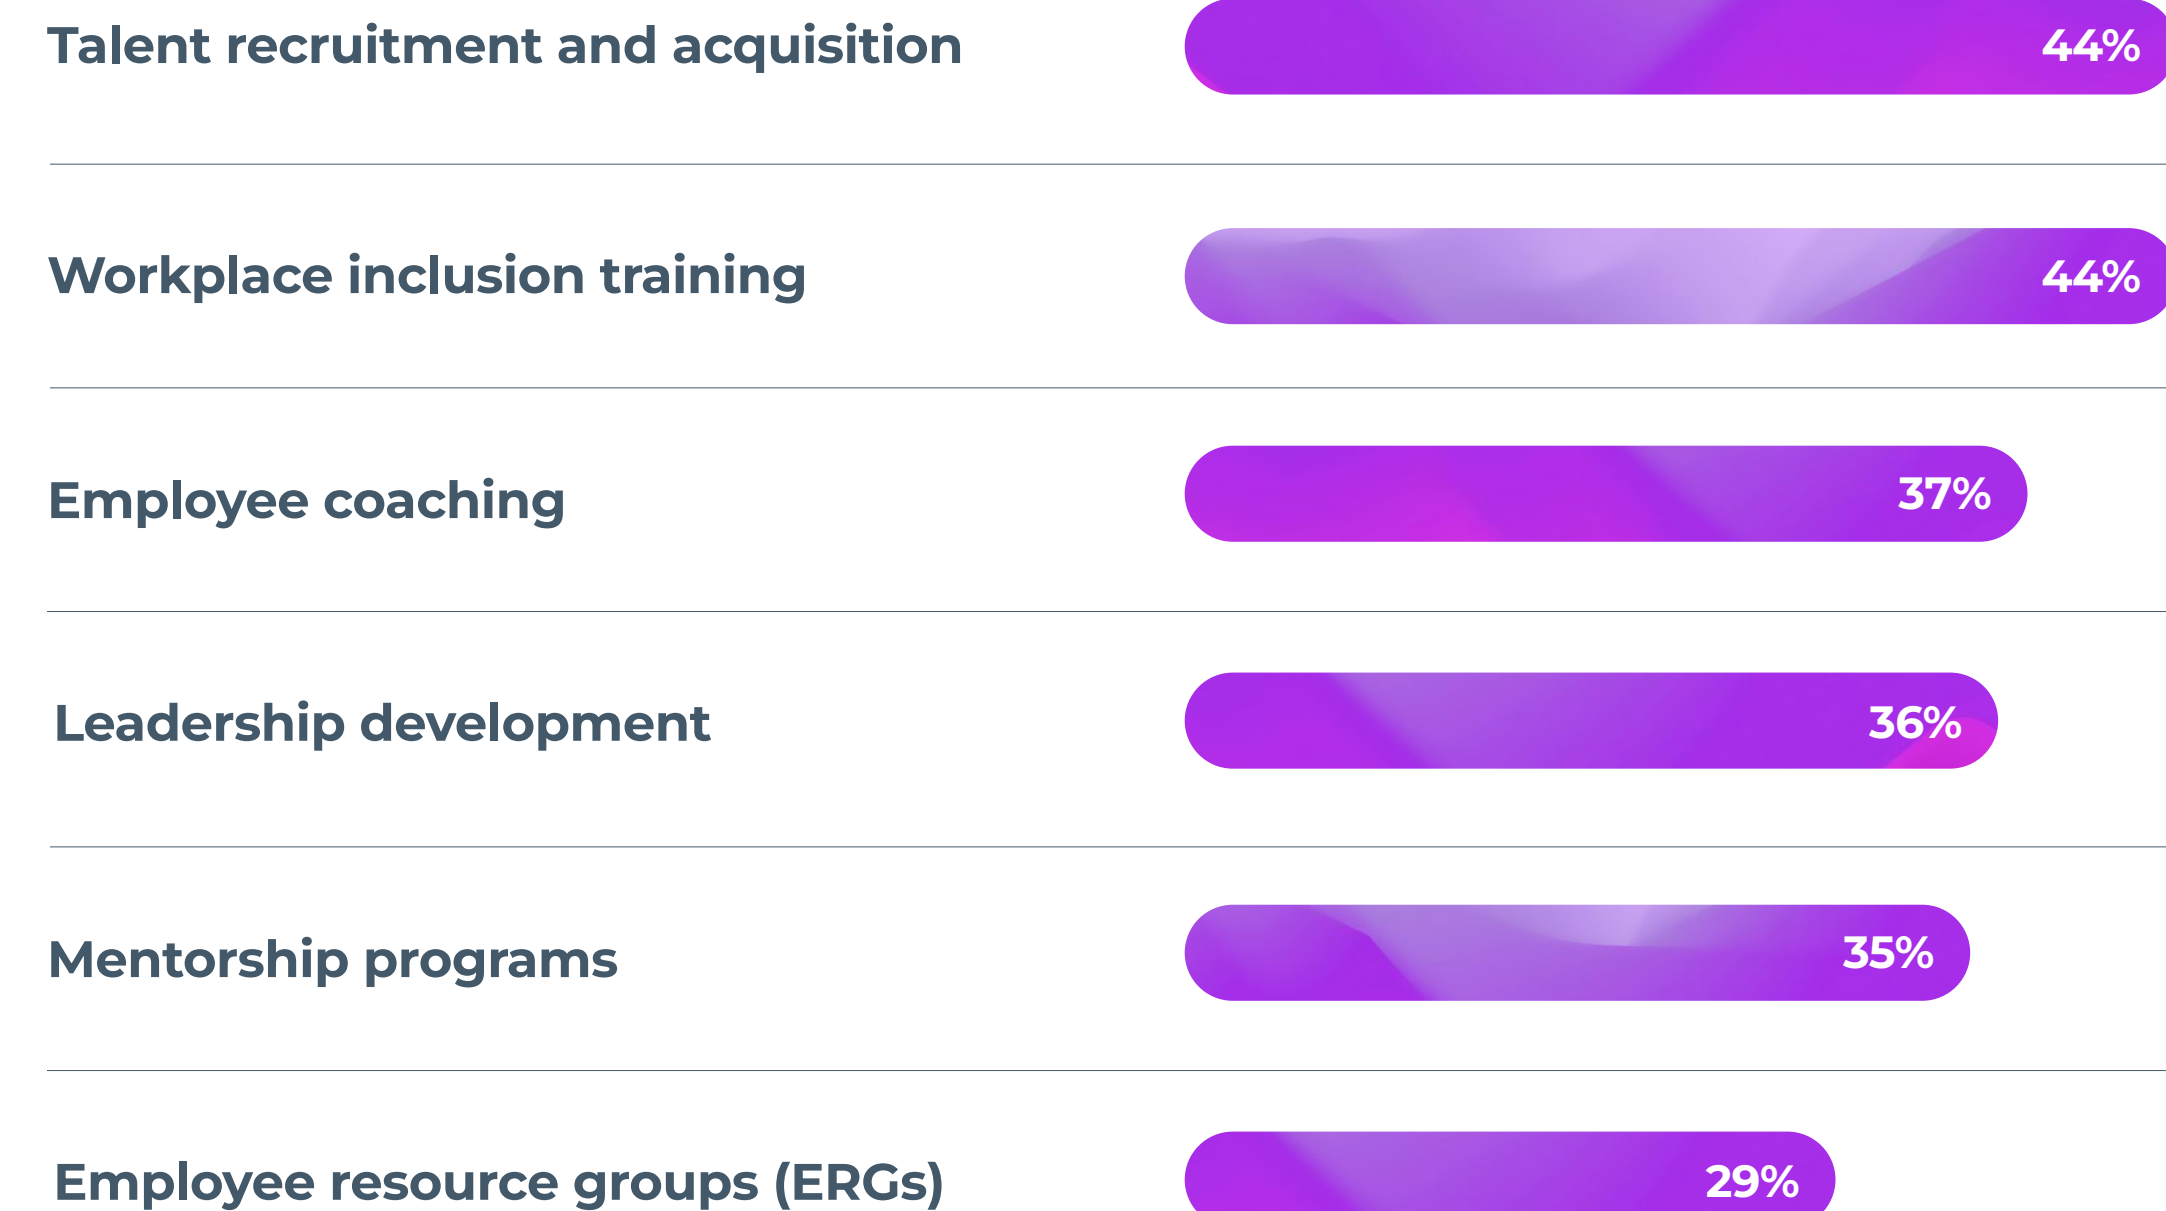 Talent recruitment and acquisition 44%
Workplace inclusion training 44%
Employee coaching 37%
Leadership development 36%
Mentorship programs 35%
Employee resource groups (ERGs) 29%